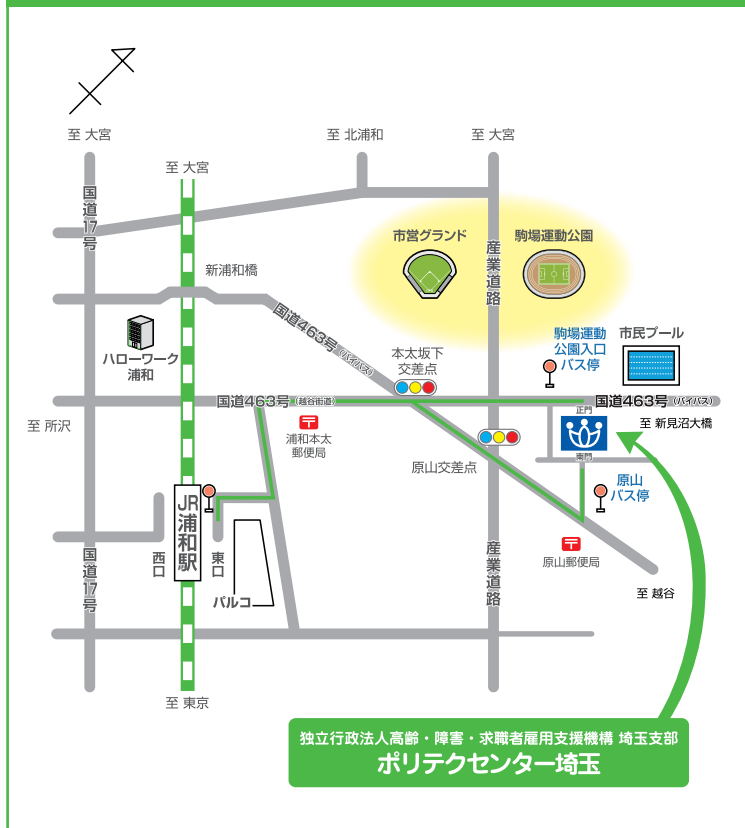 至 大宮
至 北浦和
至 大宮
至 大宮
国道17号
市営グランド
産業道路
駒場運動公園
新浦和橋
国道463号(バイパス)
本太坂下
交差点
駒場運動
公園入口
バス停
市民プール
ハローワーク
浦和
国道463号(越谷街道)
国道463号(バイパス)
正門
至 所沢
至 新見沼大橋
浦和本太
郵便局
東門
原山交差点
原山
バス停
JR浦和駅
西口
東口
国道17号
産業道路
原山郵便局
至 越谷
パルコ
至 東京
独立行政法人高齢・障害・求職者雇用支援機構 埼玉支部
ポリテクセンター埼玉